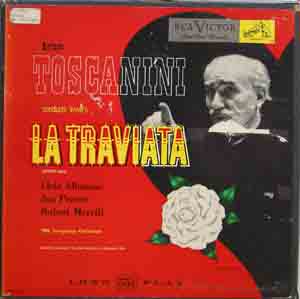 RCA VICTOR
Arturo
TOSCANINI
conducts Verdi's
LA TRAVIATA
Licia Albanese
Jan Peerce
Robert Merrill
NBC Symphony Orchestra
LONG PLAY